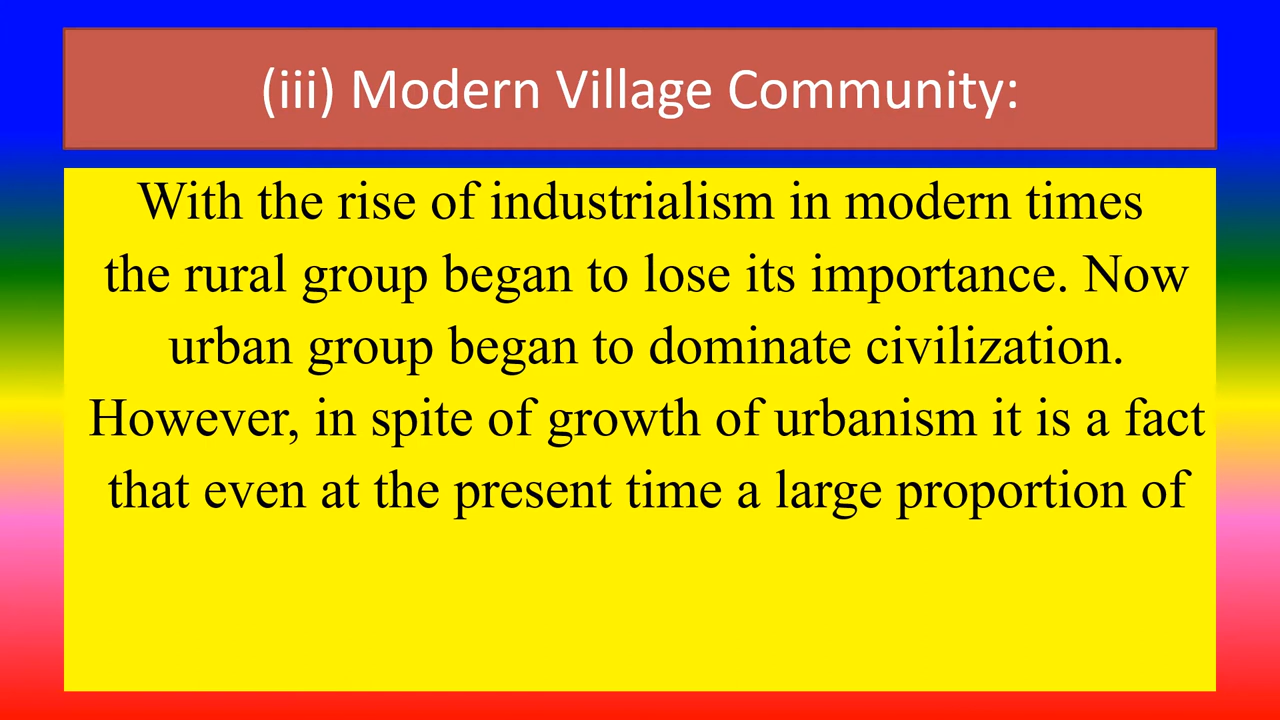 (iii) Modern Village Community:
With the rise of industrialism in modern times
the rural group began to lose its importance. Now
urban group began to dominate civilization.
However, in spite of growth of urbanism it is a fact
that even at the present time a large proportion of